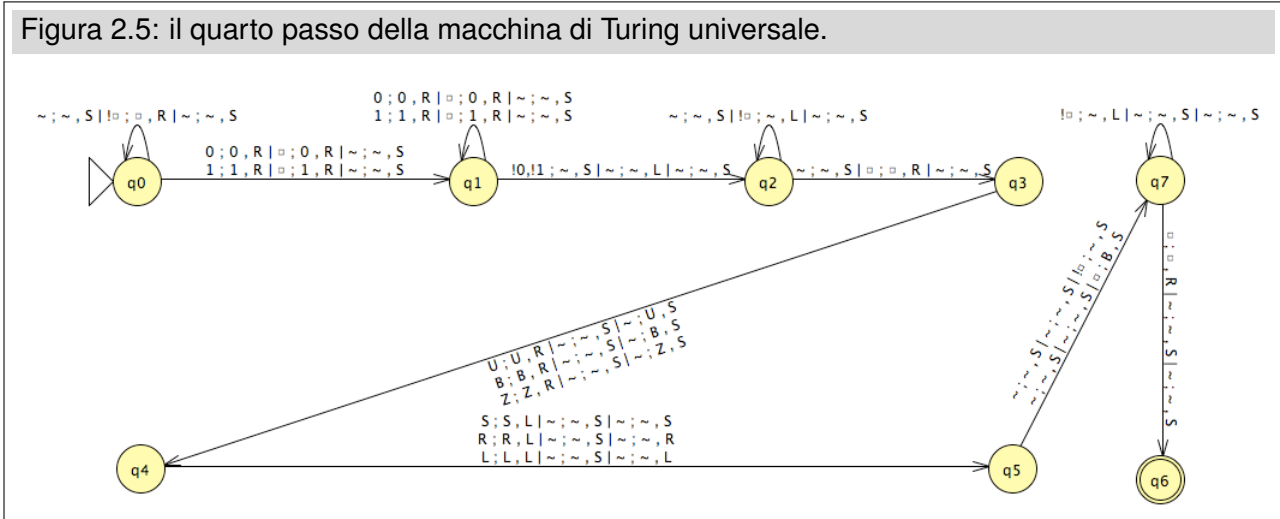 Figura 2.5: il quarto passo della macchina di Turing universale.
~;~,S|!□;□,R|~;~,S
0;0,R|□;0,R|~;~,S
1;1,R|□;1,R|~;~,S
~;~,S|!□;~,L|~;~,S
!□;~,L|~;~,S|~;~,S
0;0,R|□;0,R|~;~,S
1;1,R|□;1,R|~;~,S
q0
q1
!0,!1;~,S|~;~,L|~;~,S
q2
~;~,S|□;□,R|~;~,S
q3
q7
U;U,R|~;~,S|~;U,S
B;B,R|~;~,S|~;B,S
Z;Z,R|~;~,S|~;Z,S
~;~,S|~;~,S|!□;~,S
~;~,S|~;~,S|□;B,S
□;□,R|~;~,S|~;~,S
S;S,L|~;~,S|~;~,S
R;R,L|~;~,S|~;~,R
L;L,L|~;~,S|~;~,L
q4
q5
q6